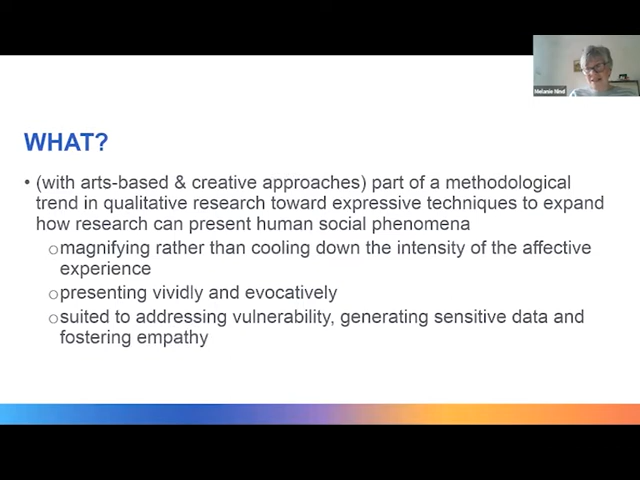 Melanie Nind
WHAT?
• (with arts-based & creative approaches) part of a methodological
trend in qualitative research toward expressive techniques to expand
how research can present human social phenomena
o magnifying rather than cooling down the intensity of the affective
experience
o presenting vividly and evocatively
o suited to addressing vulnerability, generating sensitive data and
fostering empathy